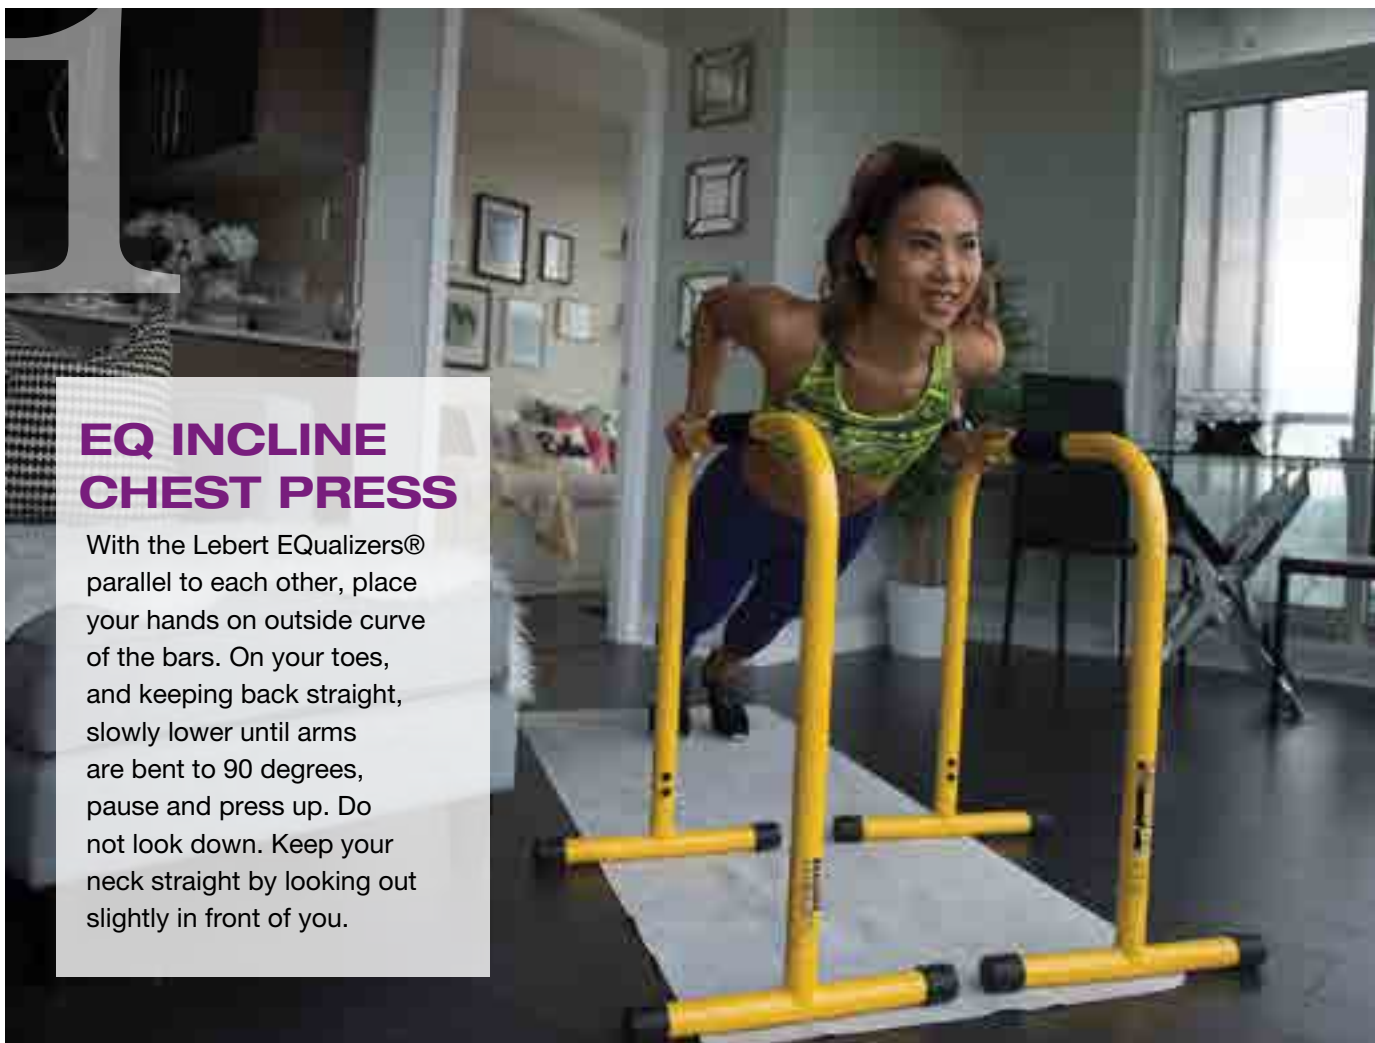 1
EQ INCLINE
CHEST PRESS
With the Lebert EQualizers®
parallel to each other, place
your hands on outside curve
of the bars. On your toes,
and keeping back straight,
slowly lower until arms
are bent to 90 degrees,
pause and press up. Do
not look down. Keep your
neck straight by looking out
slightly in front of you.